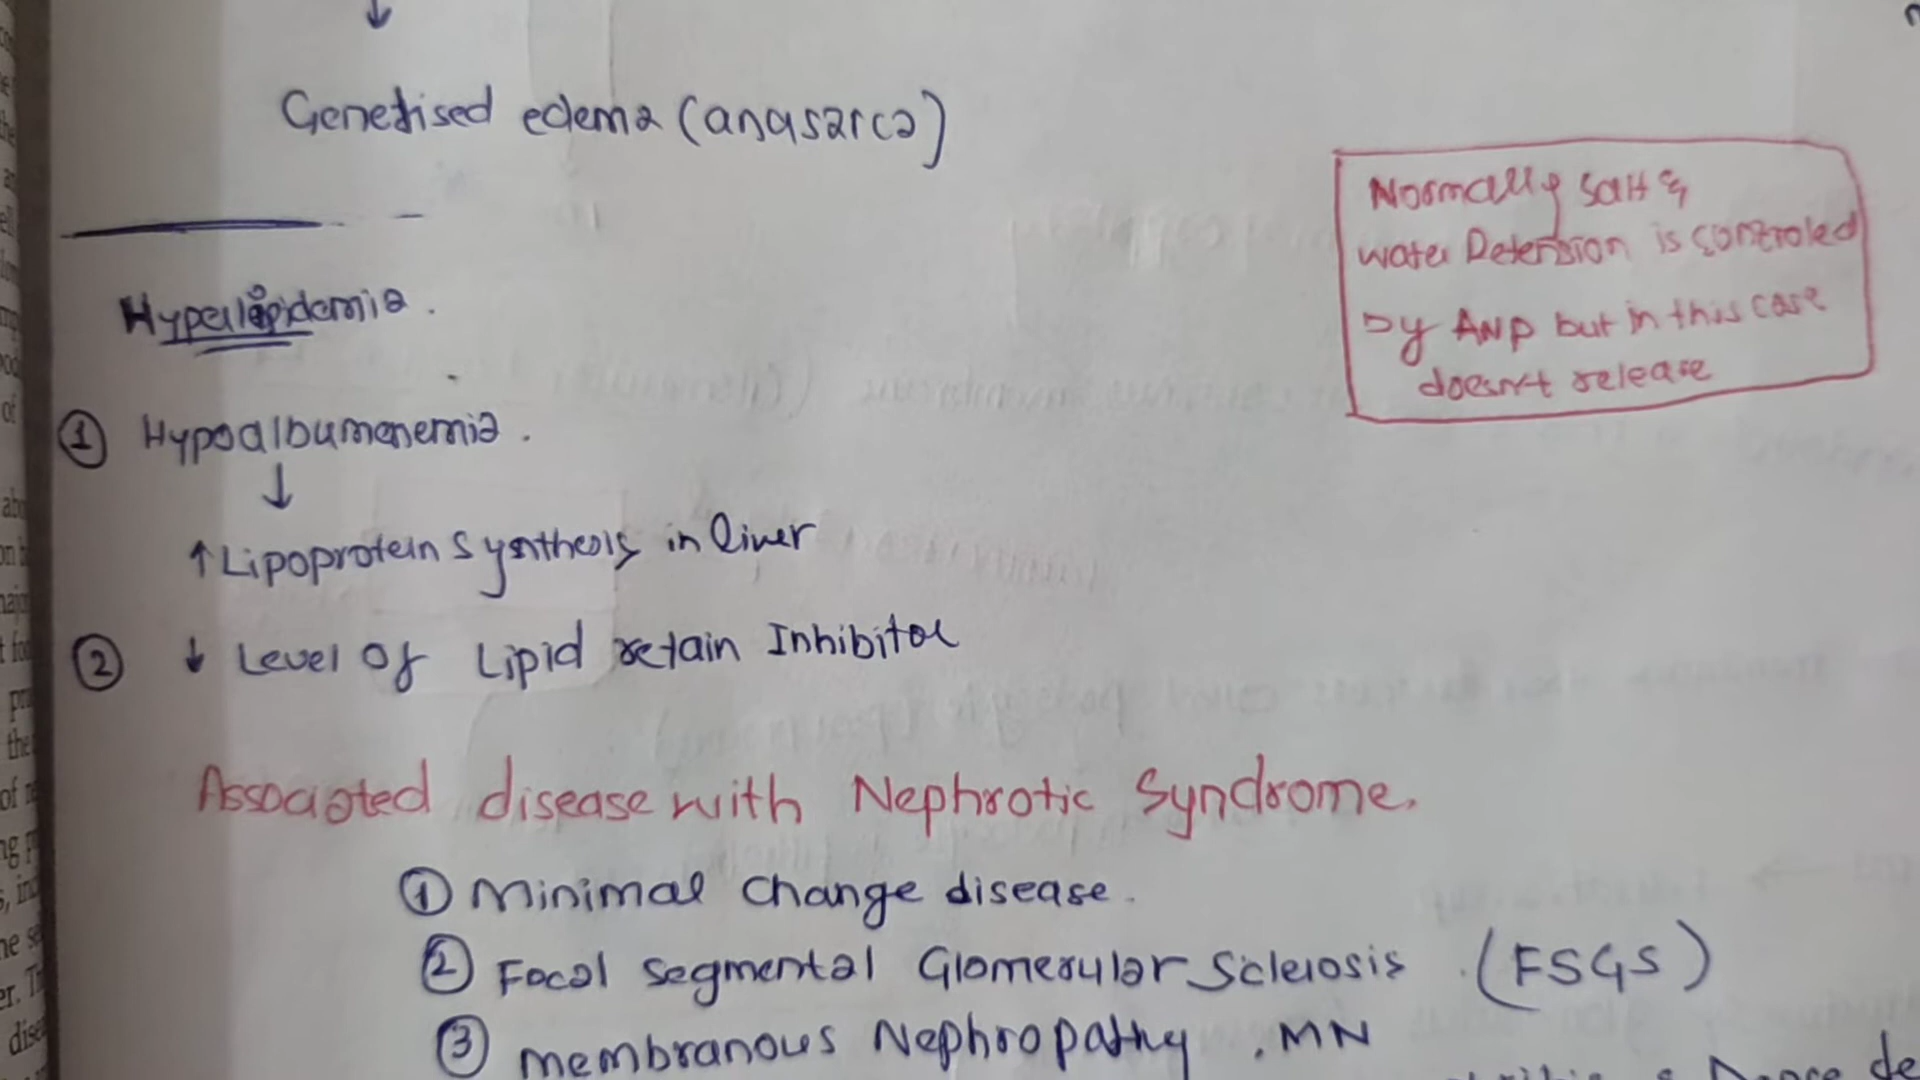 ↓
Genetised edema (anasarca)
Normally salt &
water Retension is controled
by ANP but in this case
doesn't release
Hyperlipidemia.
① Hypoalbumenemia.
↓
↑ Lipoprotein synthesis in liver
② ↓ Level of Lipid retain Inhibitor
Associated disease with Nephrotic Syndrome.
① Minimal change disease.
② Focal segmental Glomerular Sclerosis (FSGS)
③ membranous Nephropathy . MN